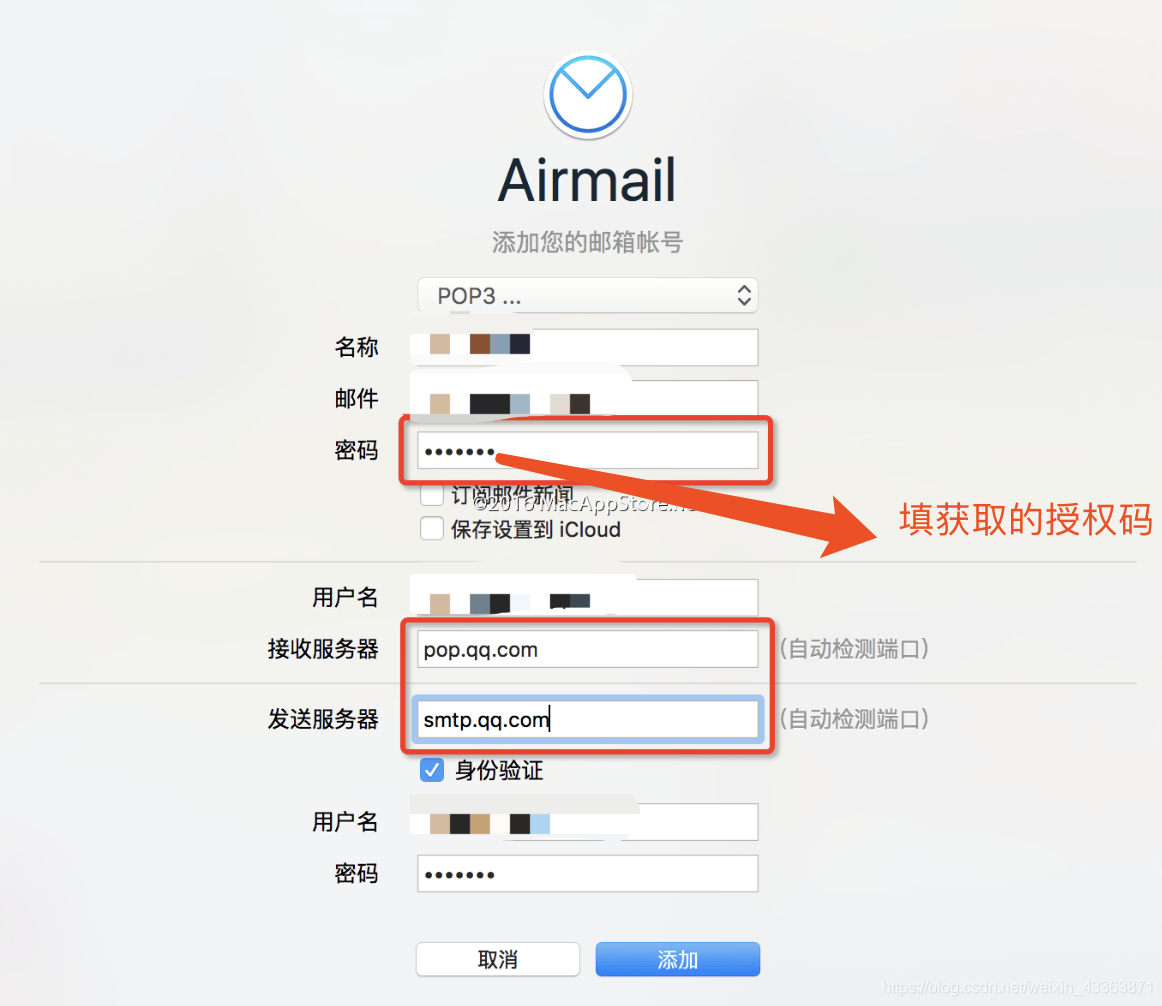 Airmail
添加您的邮箱帐号
POP3 ...
名称
邮件
密码 •••••••
订阅邮件新闻
©2016 MacAppStore.ne
填获取的授权码
保存设置到 iCloud
用户名
接收服务器 pop.qq.com (自动检测端口)
发送服务器 smtp.qq.com (自动检测端口)
身份验证
用户名
密码 •••••••
取消 添加
https://blog.csdn.net/weixin_43363871